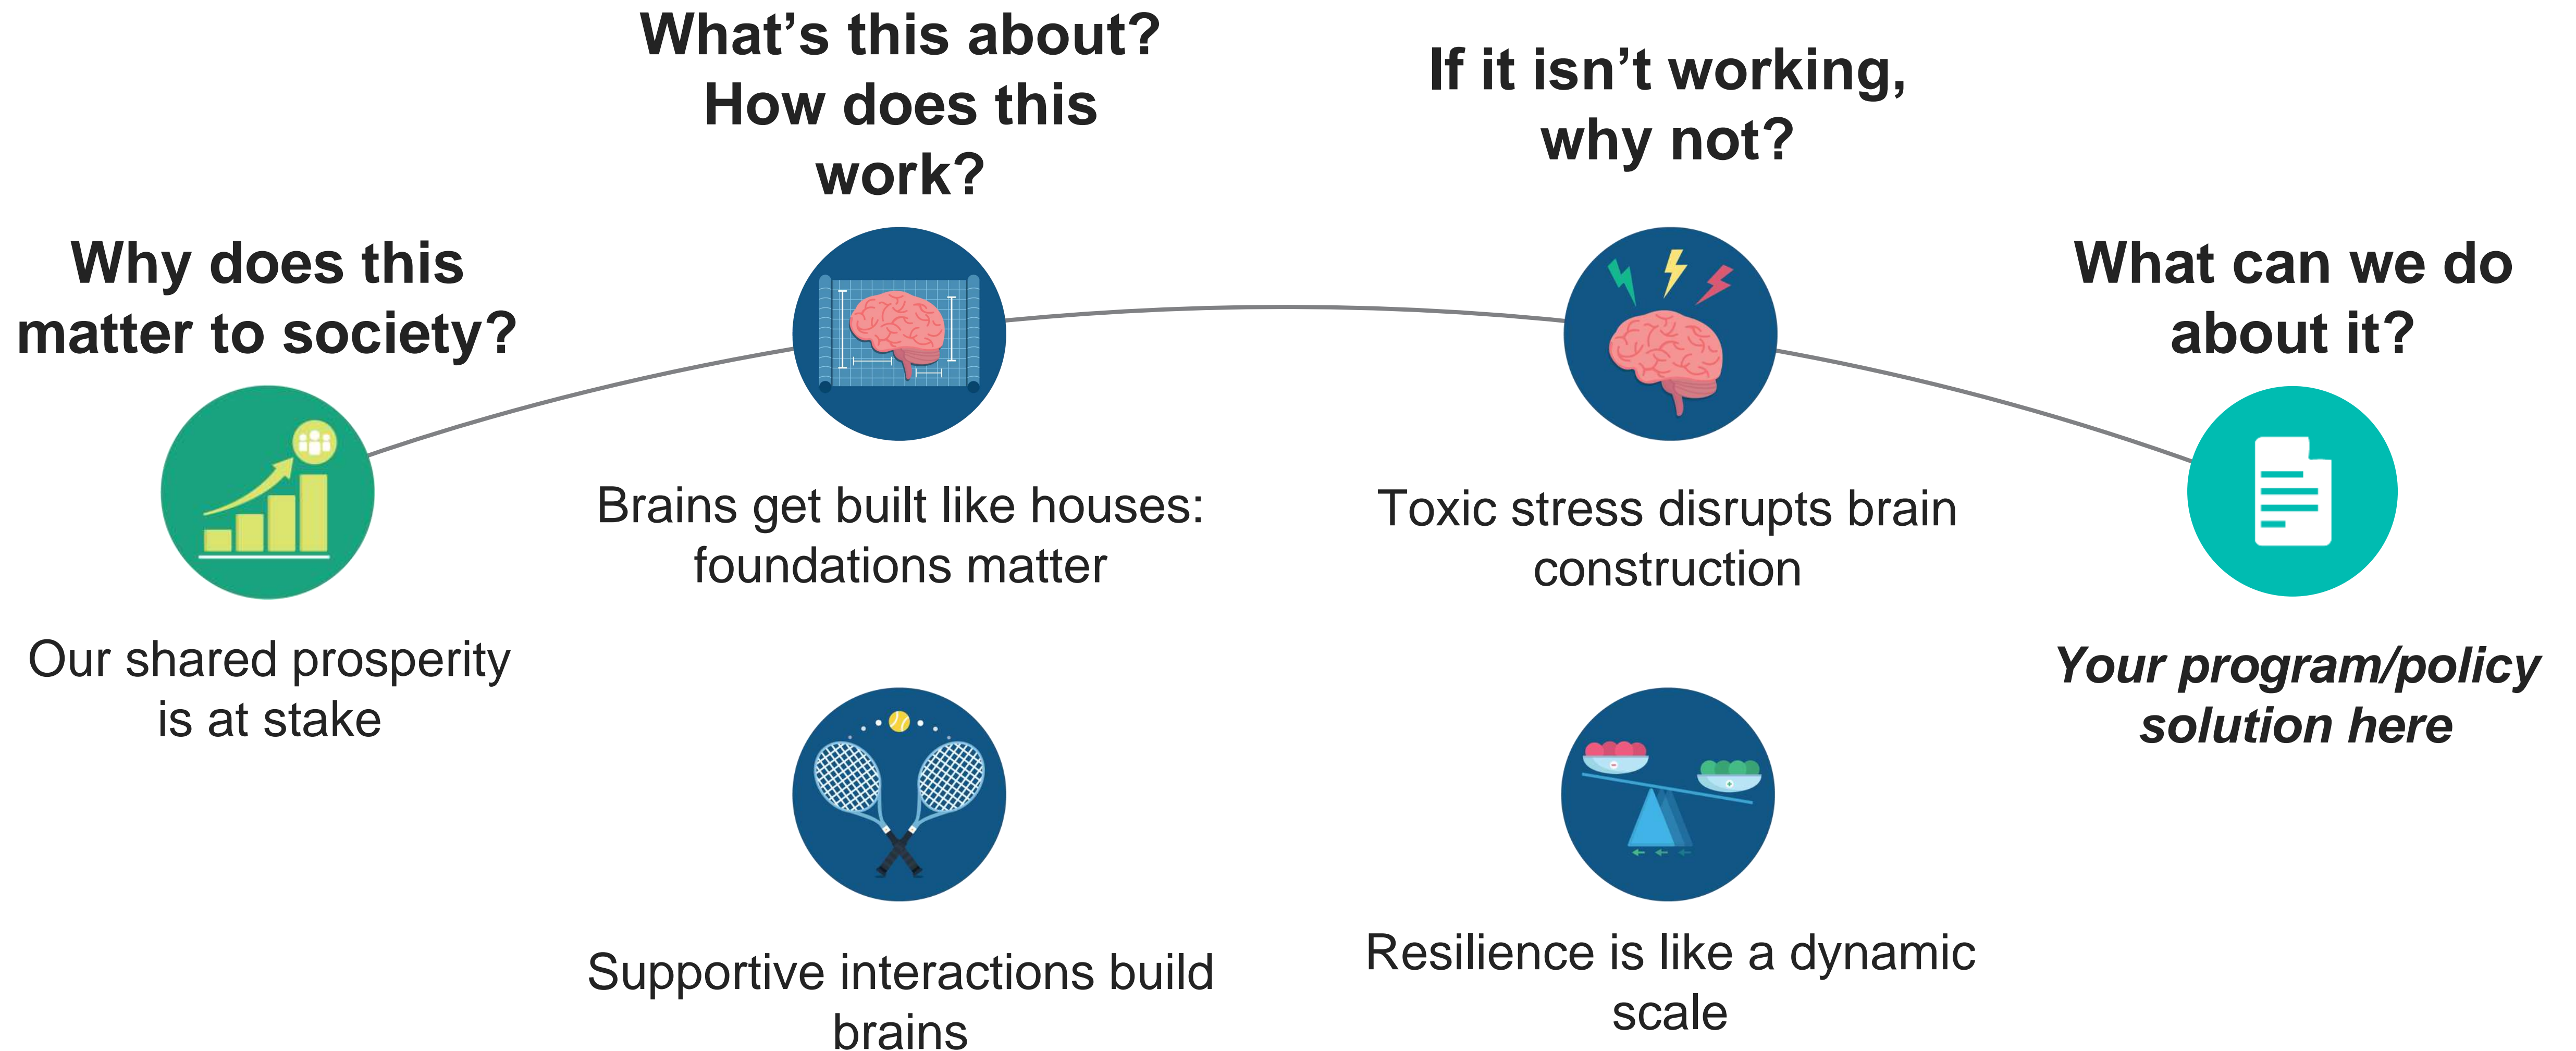 Why does this
matter to society?
Our shared prosperity
is at stake
What’s this about?
How does this
work?
Brains get built like houses:
foundations matter
Supportive interactions build
brains
If it isn’t working,
why not?
Toxic stress disrupts brain
construction
Resilience is like a dynamic
scale
What can we do
about it?
Your program/policy
solution here